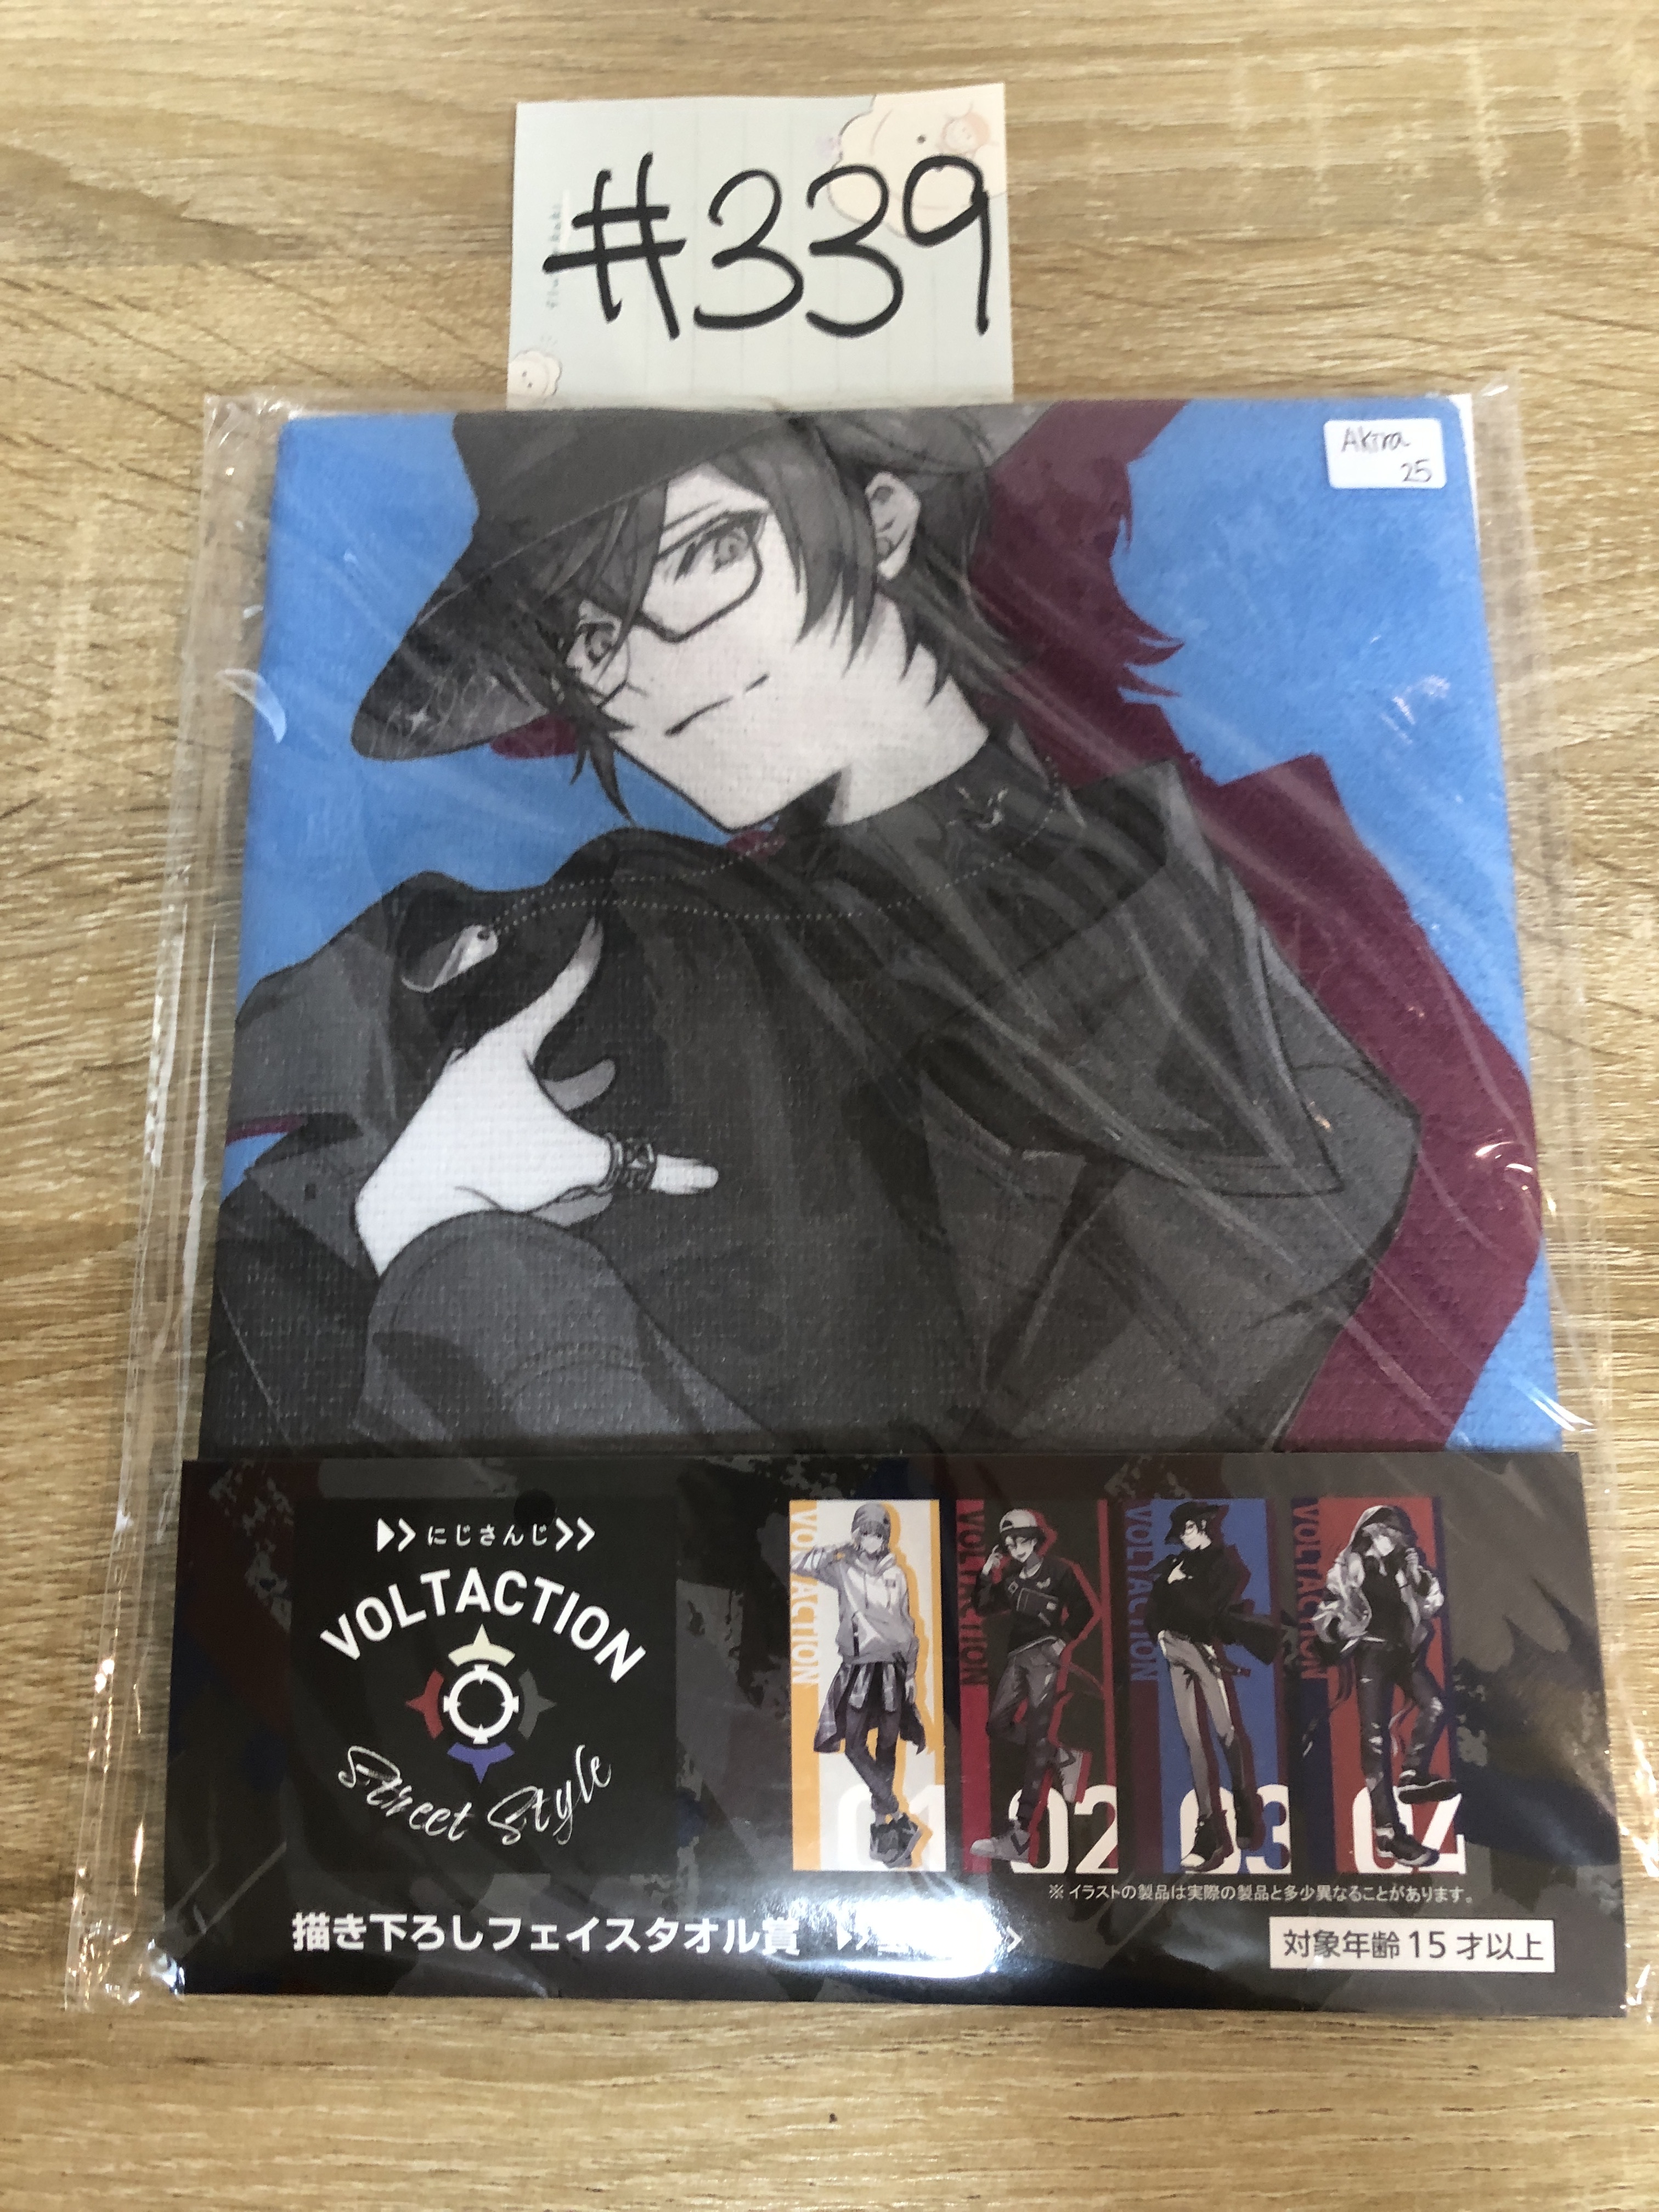 #339
Akira
25
にじさんじ
VOLTACTION
Street Style
VOLTACTION
01
VOLTACTION
02
VOLTACTION
03
VOLTACTION
04
※イラストの製品は実際の製品と多少異なることがあります。
描き下ろしフェイスタオル賞
対象年齢15才以上